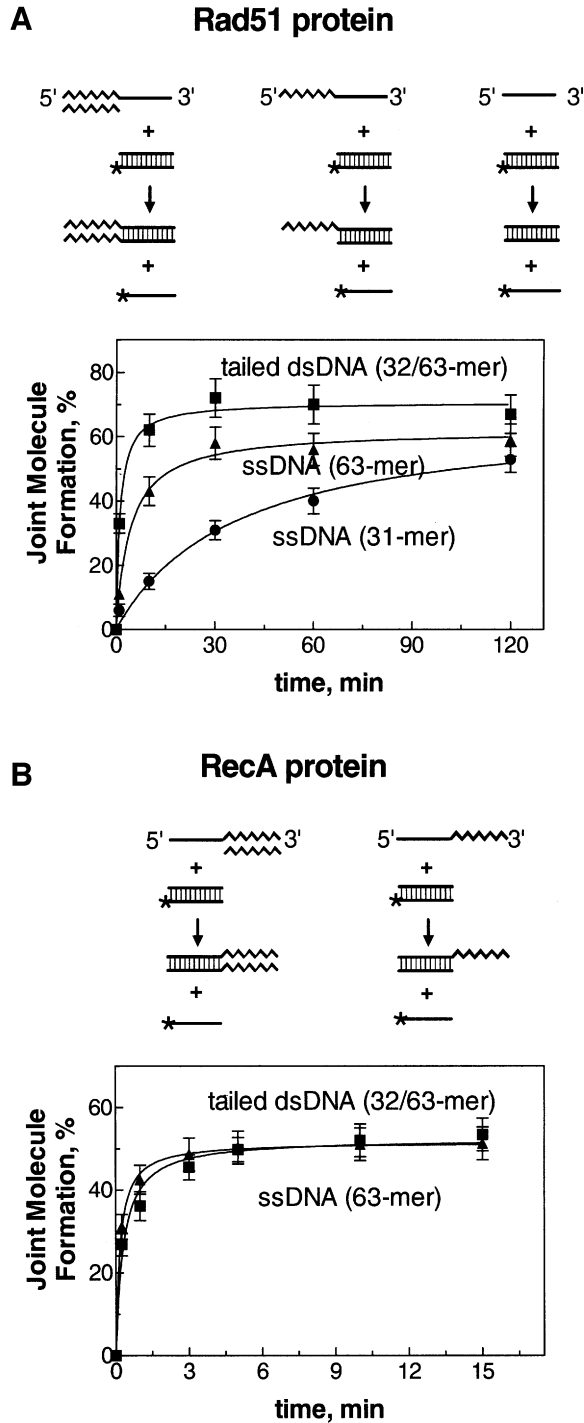 A
Rad51 protein
5' 3' 5' 3' 5' 3'
+ + +
* * *
+ + +
* * *
tailed dsDNA (32/63-mer)
ssDNA (63-mer)
ssDNA (31-mer)
Joint Molecule
Formation, %
80
60
40
20
0
0 30 60 90 120
time, min
B
RecA protein
5' 3' 5' 3'
+ +
* *
+ +
* *
tailed dsDNA (32/63-mer)
ssDNA (63-mer)
Joint Molecule
Formation, %
60
40
20
0
0 3 6 9 12 15
time, min